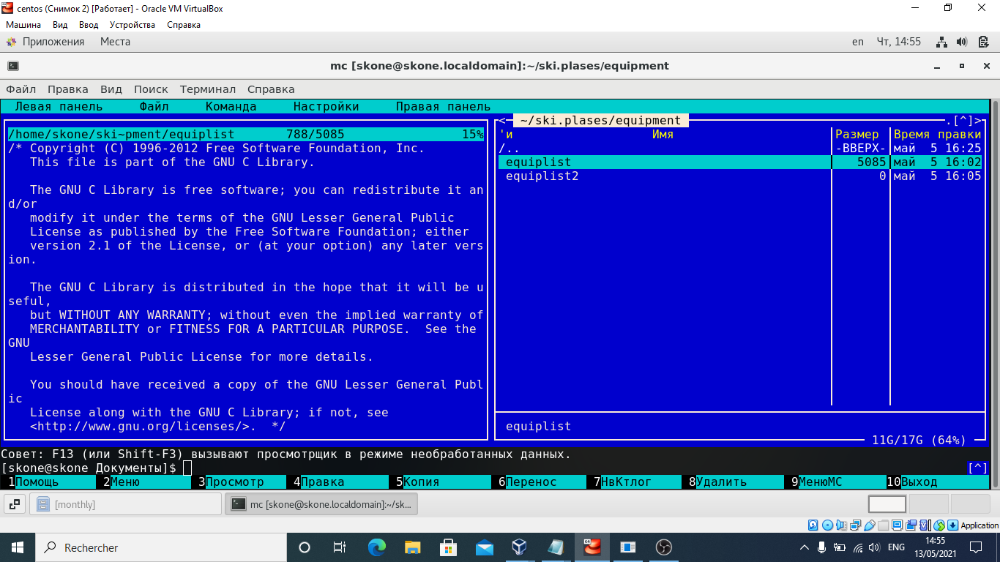 centos (Снимок 2) [Работает] - Oracle VM VirtualBox
Машина Вид Ввод Устройства Справка
Приложения Места en Чт, 14:55
mc [skone@skone.localdomain]:~/ski.plases/equipment
Файл Правка Вид Поиск Терминал Справка
Левая панель Файл Команда Настройки Правая панель
/home/skone/ski~pment/equiplist 788/5085 15%
/* Copyright (C) 1996-2012 Free Software Foundation, Inc.
This file is part of the GNU C Library.
The GNU C Library is free software; you can redistribute it an
d/or
modify it under the terms of the GNU Lesser General Public
License as published by the Free Software Foundation; either
version 2.1 of the License, or (at your option) any later vers
ion.
The GNU C Library is distributed in the hope that it will be u
seful,
but WITHOUT ANY WARRANTY; without even the implied warranty of
MERCHANTABILITY or FITNESS FOR A PARTICULAR PURPOSE. See the
GNU
Lesser General Public License for more details.
You should have received a copy of the GNU Lesser General Publ
ic
License along with the GNU C Library; if not, see
<http://www.gnu.org/licenses/>. */
<─ ~/ski.plases/equipment .[^]>
'и Имя Размер Время правки
/.. -ВВЕРХ- май 5 16:25
equiplist 5085 май 5 16:02
equiplist2 0 май 5 16:05
equiplist
11G/17G (64%)
Совет: F13 (или Shift-F3) вызывают просмотрщик в режиме необработанных данных.
[skone@skone Документы]$ [^]
1Помощь 2Меню 3Просмотр 4Правка 5Копия 6Перенос 7НвКтлог 8Удалить 9МенюМС 10Выход
[monthly] mc [skone@skone.localdomain]:~/sk...
Application
Rechercher ENG 14:55
13/05/2021